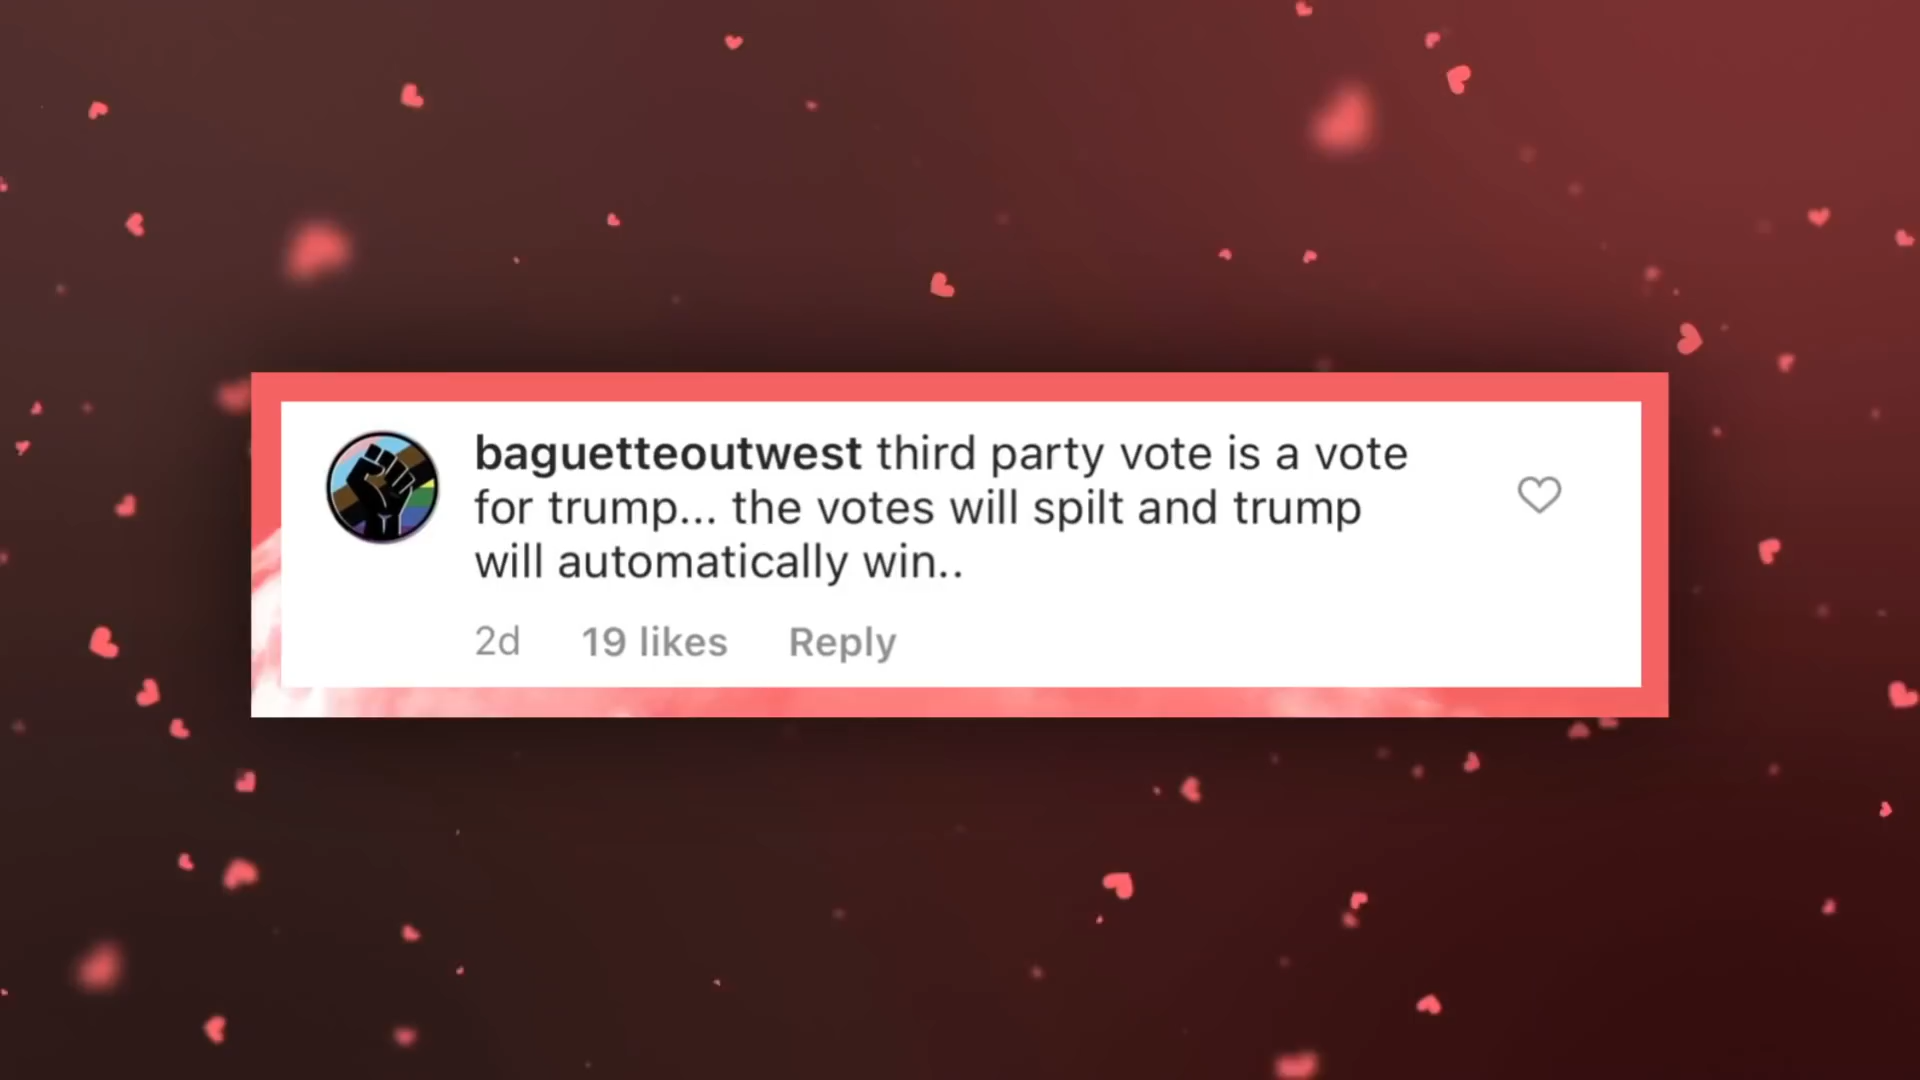 baguetteoutwest third party vote is a vote
for trump... the votes will spilt and trump
will automatically win..
2d 19 likes Reply